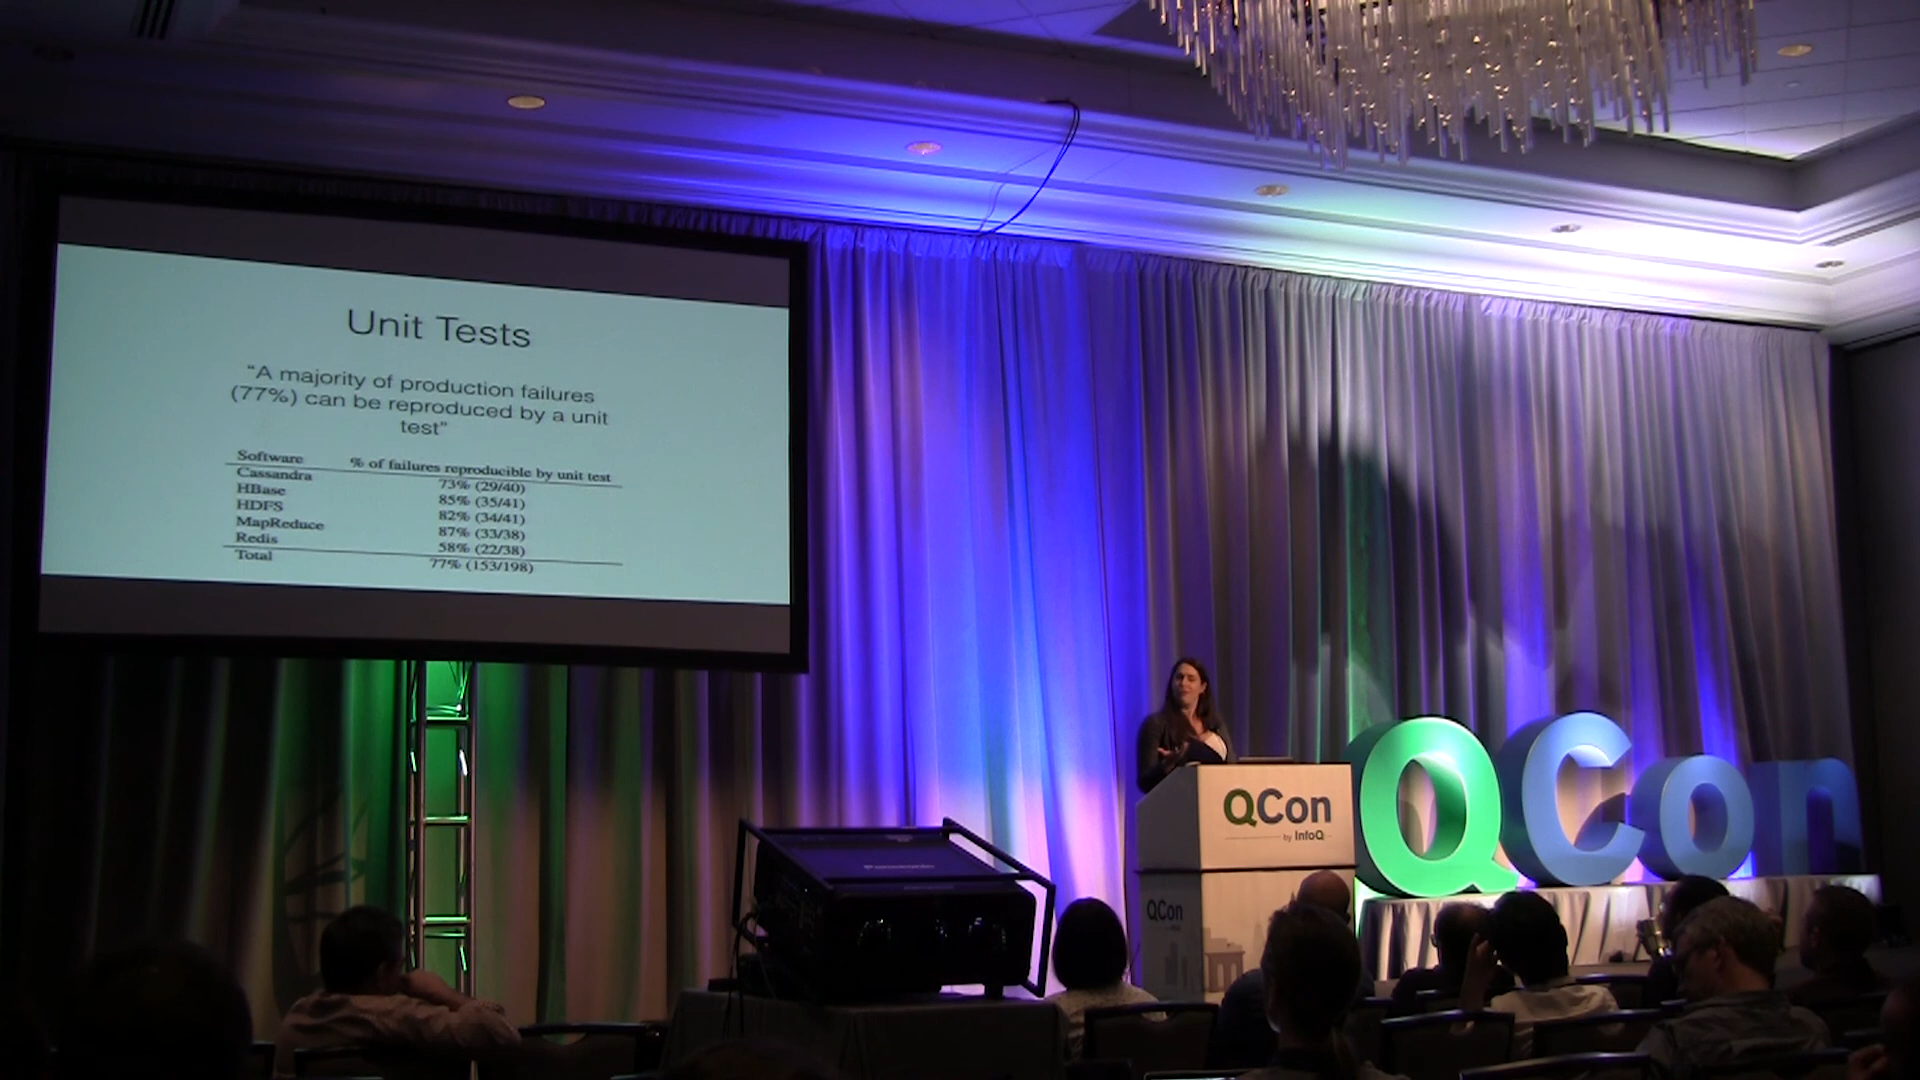 Unit Tests
“A majority of production failures
(77%) can be reproduced by a unit
test”
Software % of failures reproducible by unit test
Cassandra 73% (29/40)
HBase 85% (35/41)
HDFS 82% (34/41)
MapReduce 87% (33/38)
Redis 58% (22/38)
Total 77% (153/198)
QCon
by InfoQ
QCon
QCon